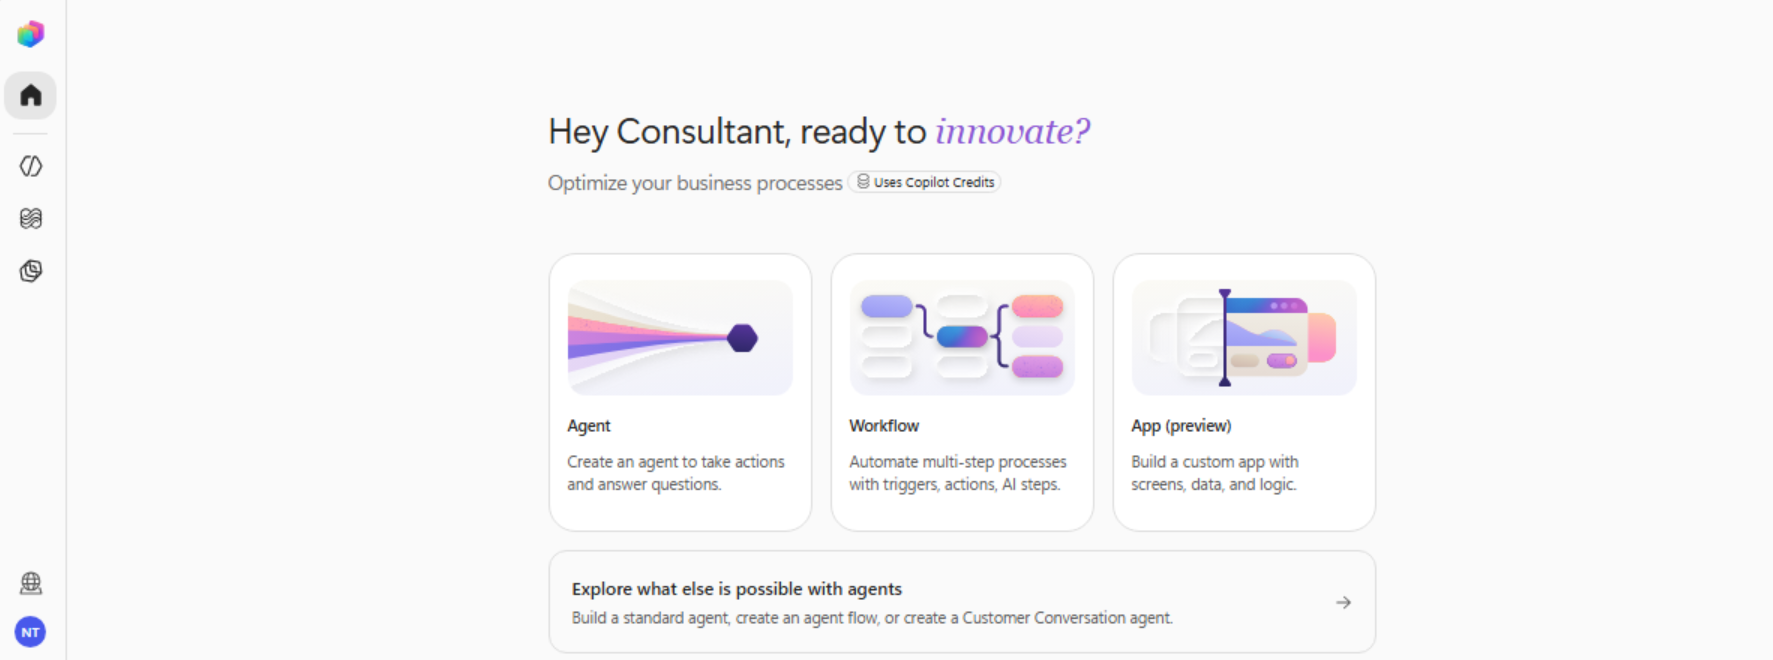 Hey Consultant, ready to innovate?
Optimize your business processes Uses Copilot Credits
Agent
Create an agent to take actions
and answer questions.
Workflow
Automate multi-step processes
with triggers, actions, AI steps.
App (preview)
Build a custom app with
screens, data, and logic.
Explore what else is possible with agents
Build a standard agent, create an agent flow, or create a Customer Conversation agent.
NT